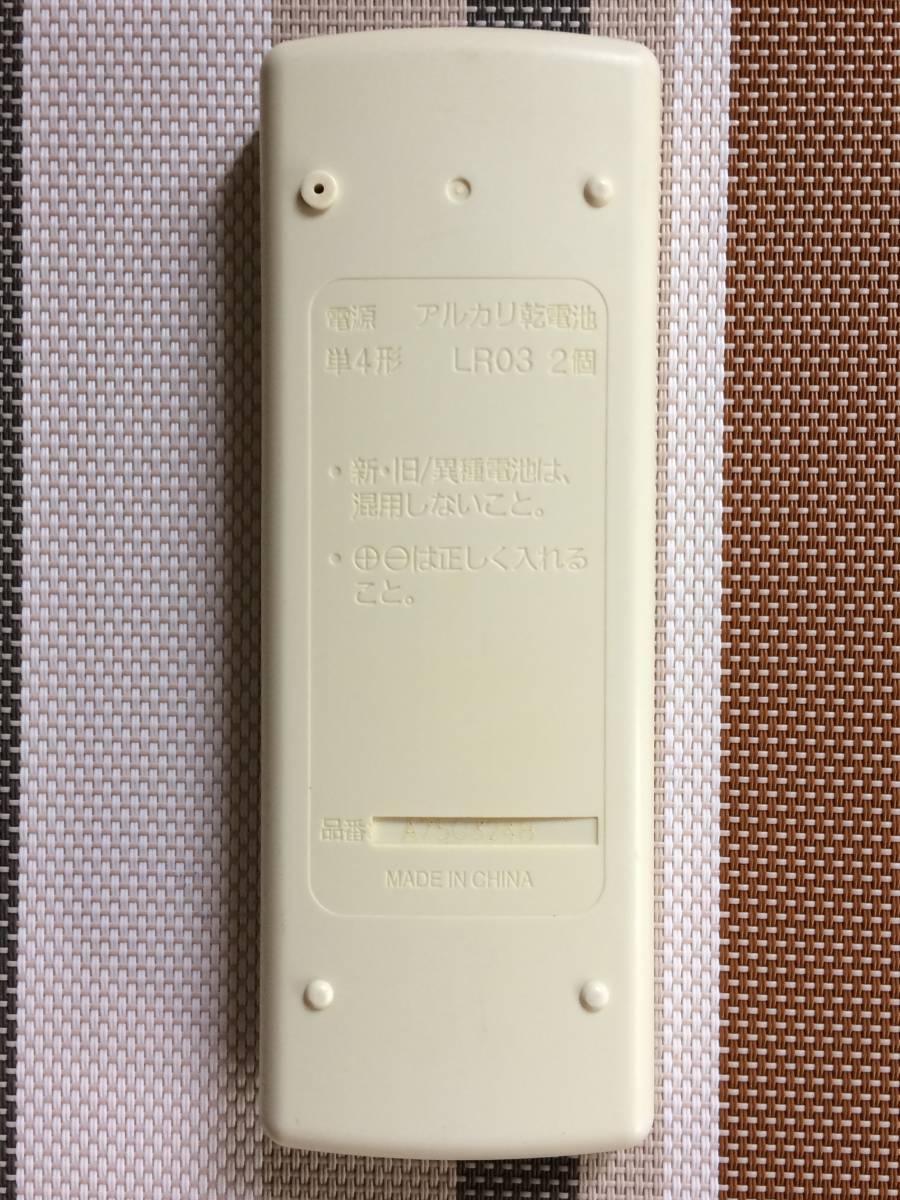 電源 アルカリ乾電池
単4形 LR03 2個
・新・旧/異種電池は、
混用しないこと。
・⊕⊖は正しく入れる
こと。
品番 A75C3248
MADE IN CHINA